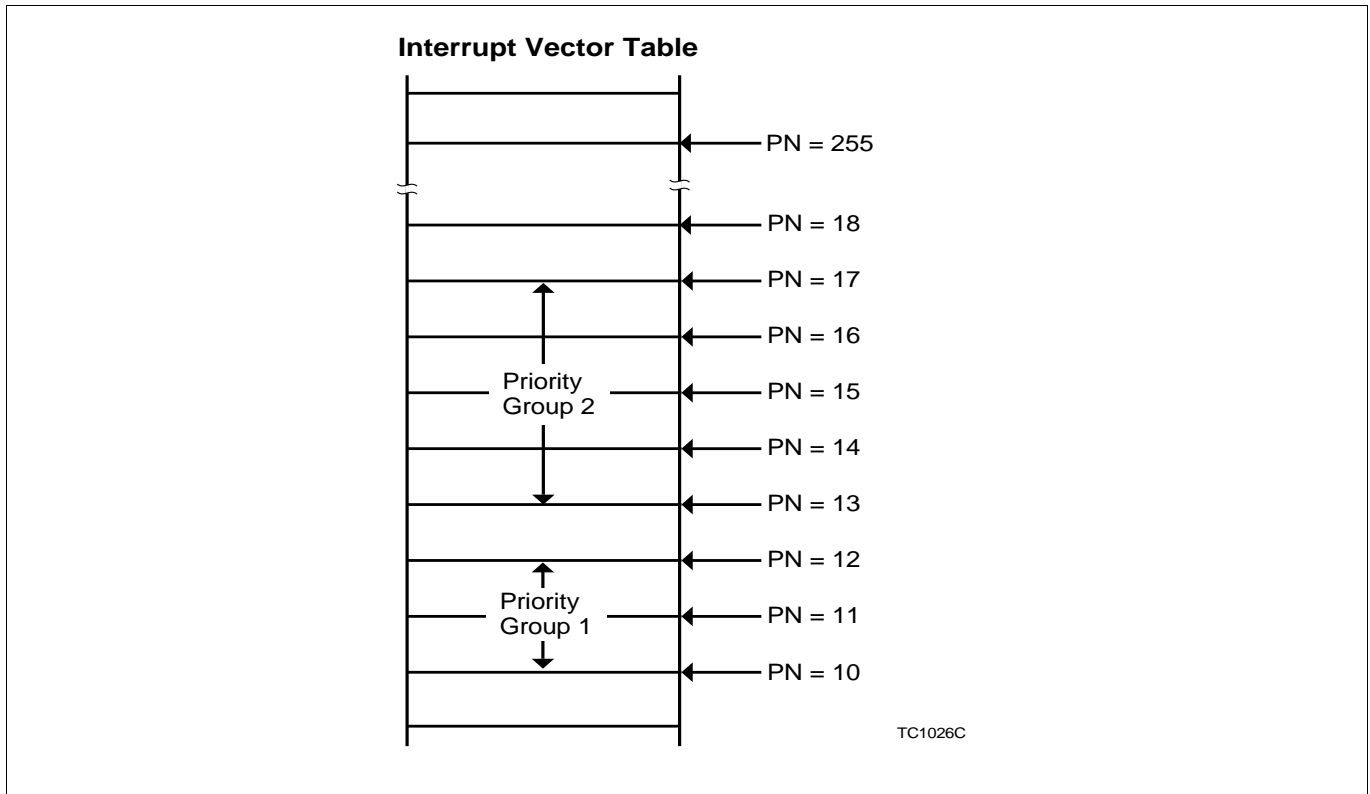 Interrupt Vector Table
PN = 255
PN = 18
PN = 17
PN = 16
Priority
Group 2
PN = 15
PN = 14
PN = 13
PN = 12
Priority
Group 1
PN = 11
PN = 10
TC1026C